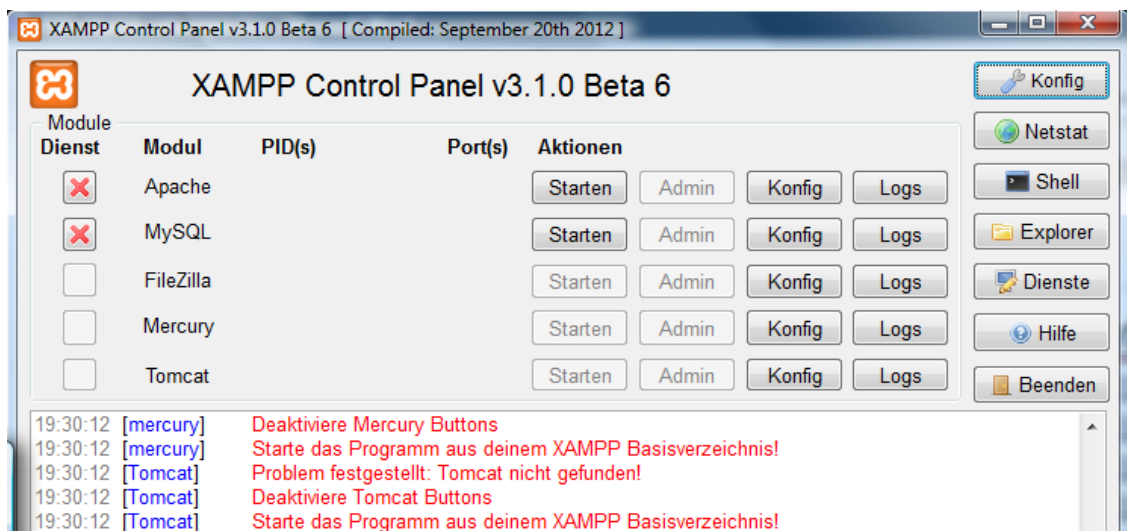 XAMPP Control Panel v3.1.0 Beta 6 [ Compiled: September 20th 2012 ]
XAMPP Control Panel v3.1.0 Beta 6
Konfig
Module
Netstat
Dienst Modul PID(s) Port(s) Aktionen
Apache Starten Admin Konfig Logs
Shell
MySQL Starten Admin Konfig Logs
Explorer
FileZilla Starten Admin Konfig Logs
Dienste
Mercury Starten Admin Konfig Logs
Hilfe
Tomcat Starten Admin Konfig Logs
Beenden
19:30:12 [mercury] Deaktiviere Mercury Buttons
19:30:12 [mercury] Starte das Programm aus deinem XAMPP Basisverzeichnis!
19:30:12 [Tomcat] Problem festgestellt: Tomcat nicht gefunden!
19:30:12 [Tomcat] Deaktiviere Tomcat Buttons
19:30:12 [Tomcat] Starte das Programm aus deinem XAMPP Basisverzeichnis!